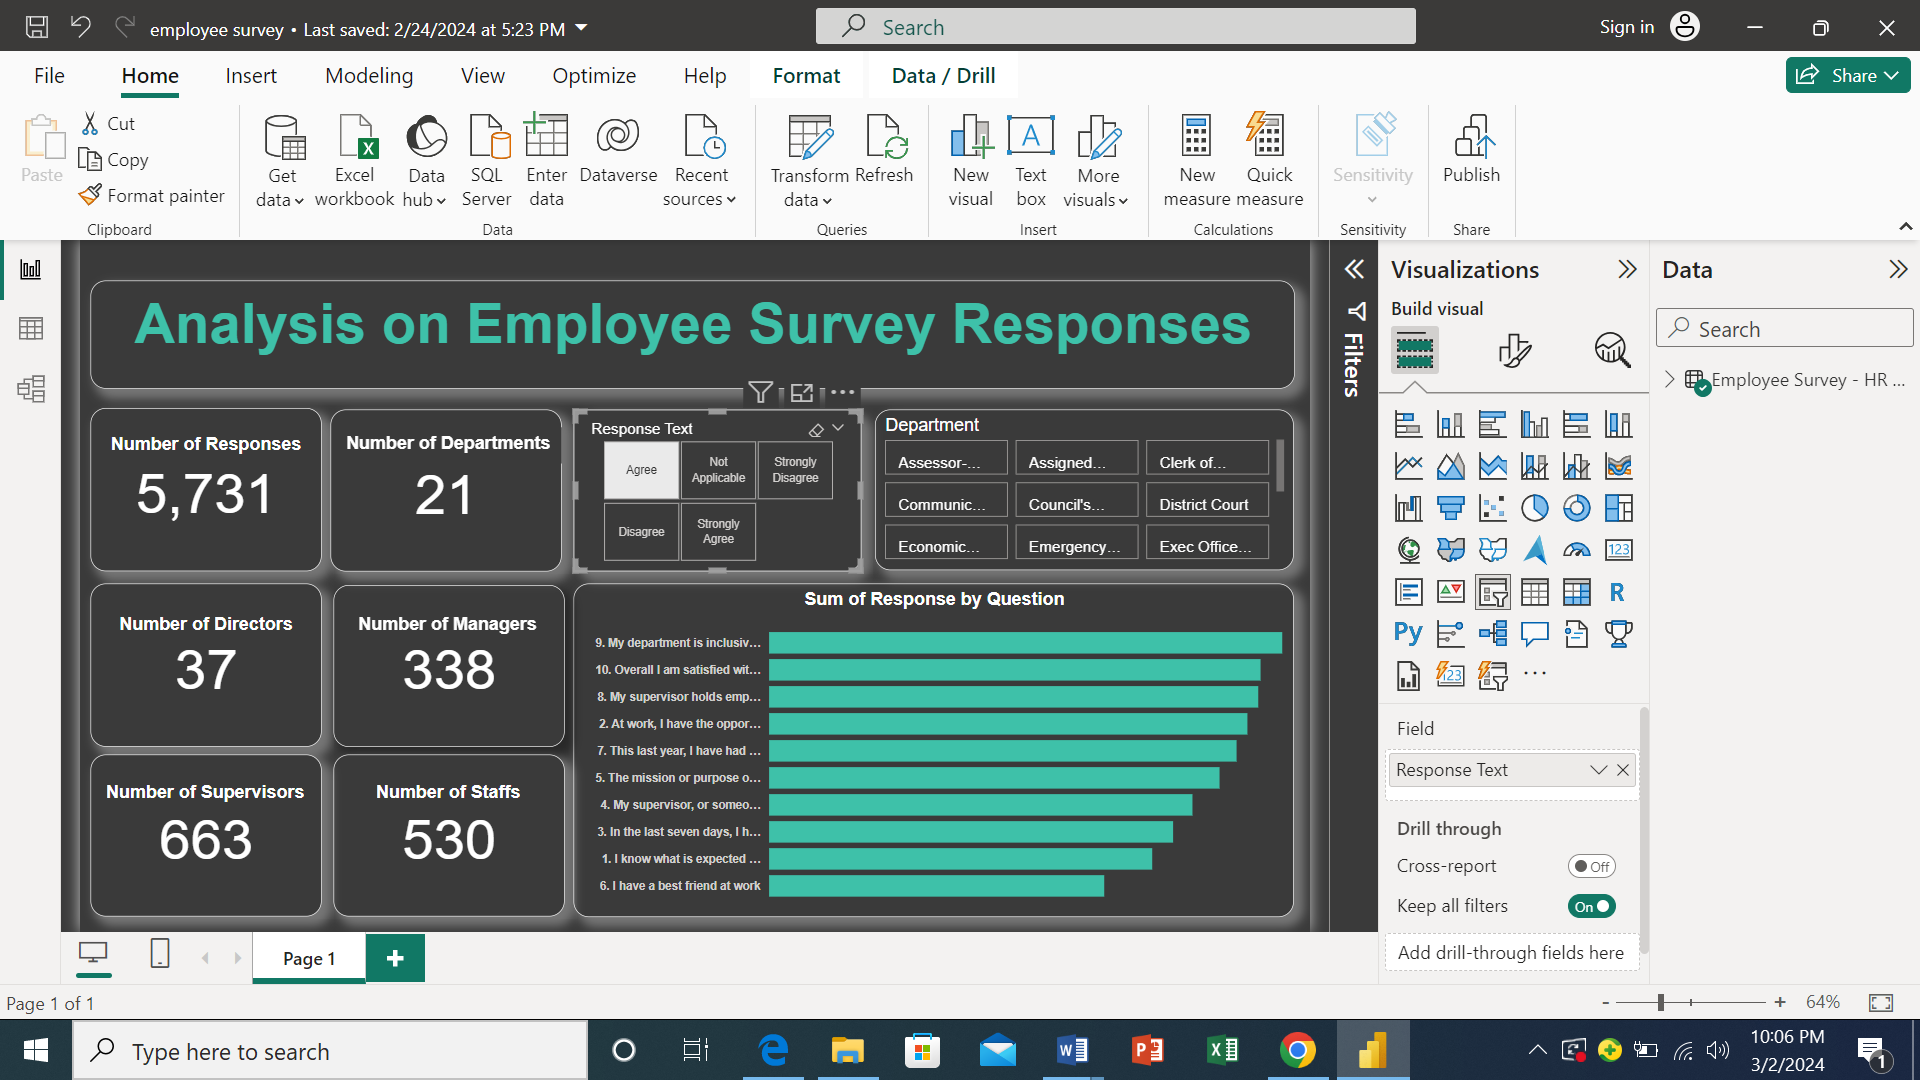 employee survey • Last saved: 2/24/2024 at 5:23 PM
Search
Sign in
File
Home
Insert
Modeling
View
Optimize
Help
Format
Data / Drill
Share
Paste
Cut
Copy
Format painter
Clipboard
Get data
Excel workbook
Data hub
SQL Server
Enter data
Dataverse
Recent sources
Data
Transform data
Refresh
Queries
New visual
Text box
More visuals
Insert
New measure
Quick measure
Calculations
Sensitivity
Sensitivity
Publish
Share
Analysis on Employee Survey Responses
Number of Responses
5,731
Number of Departments
21
Response Text
Agree
Not Applicable
Strongly Disagree
Disagree
Strongly Agree
Department
Assessor-...
Assigned...
Clerk of...
Communic...
Council's...
District Court
Economic...
Emergency...
Exec Office...
Number of Directors
37
Number of Managers
338
Number of Supervisors
663
Number of Staffs
530
Sum of Response by Question
9. My department is inclusiv...
10. Overall I am satisfied wit...
8. My supervisor holds emp...
2. At work, I have the oppor...
7. This last year, I have had ...
5. The mission or purpose o...
4. My supervisor, or someo...
3. In the last seven days, I h...
1. I know what is expected ...
6. I have a best friend at work
Filters
Visualizations
Build visual
123
R
Py
123
Field
Response Text
Drill through
Cross-report
Off
Keep all filters
On
Add drill-through fields here
Data
Search
Employee Survey - HR ...
Page 1
Page 1 of 1
64%
Type here to search
10:06 PM
3/2/2024
1